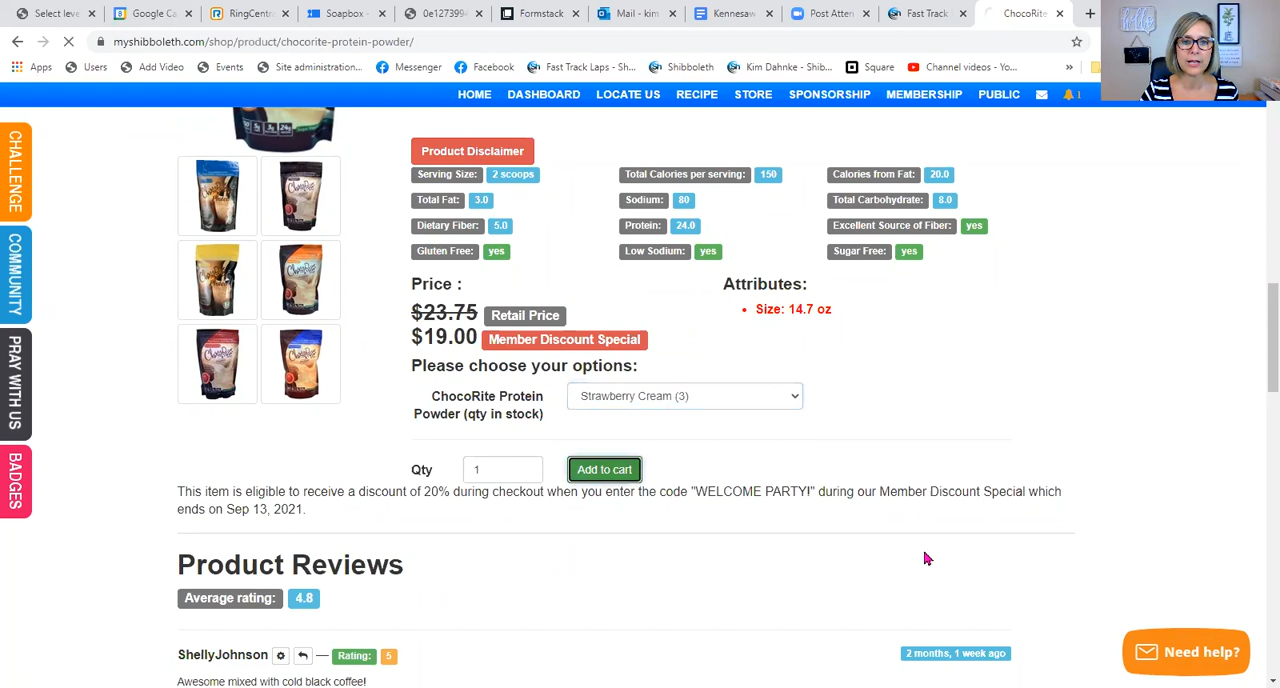 Select leve
Google Ca
RingCentr
Soapbox -
0e1273994
Formstack
Mail - kim
Kennesaw
Post Atten
Fast Track
ChocoRite
myshibboleth.com/shop/product/chocorite-protein-powder/
Apps Users Add Video Events Site administration... Messenger Fast Track Laps - Sh... Shibboleth Kim Dahnke - Shib... Square Channel videos - Yo... »
HOME DASHBOARD LOCATE US RECIPE STORE SPONSORSHIP MEMBERSHIP PUBLIC 1
CHALLENGE
COMMUNITY
PRAY WITH US
BADGES
Product Disclaimer
Serving Size: 2 scoops Total Calories per serving: 150 Calories from Fat: 20.0
Total Fat: 3.0 Sodium: 80 Total Carbohydrate: 8.0
Dietary Fiber: 5.0 Protein: 24.0 Excellent Source of Fiber: yes
Gluten Free: yes Low Sodium: yes Sugar Free: yes
Price : Attributes:
$23.75 Retail Price • Size: 14.7 oz
$19.00 Member Discount Special
Please choose your options:
ChocoRite Protein Strawberry Cream (3)
Powder (qty in stock)
Qty 1 Add to cart
This item is eligible to receive a discount of 20% during checkout when you enter the code "WELCOME PARTY!" during our Member Discount Special which
ends on Sep 13, 2021.
Product Reviews
Average rating: 4.8
ShellyJohnson — Rating: 5 2 months, 1 week ago
Awesome mixed with cold black coffee!
Need help?